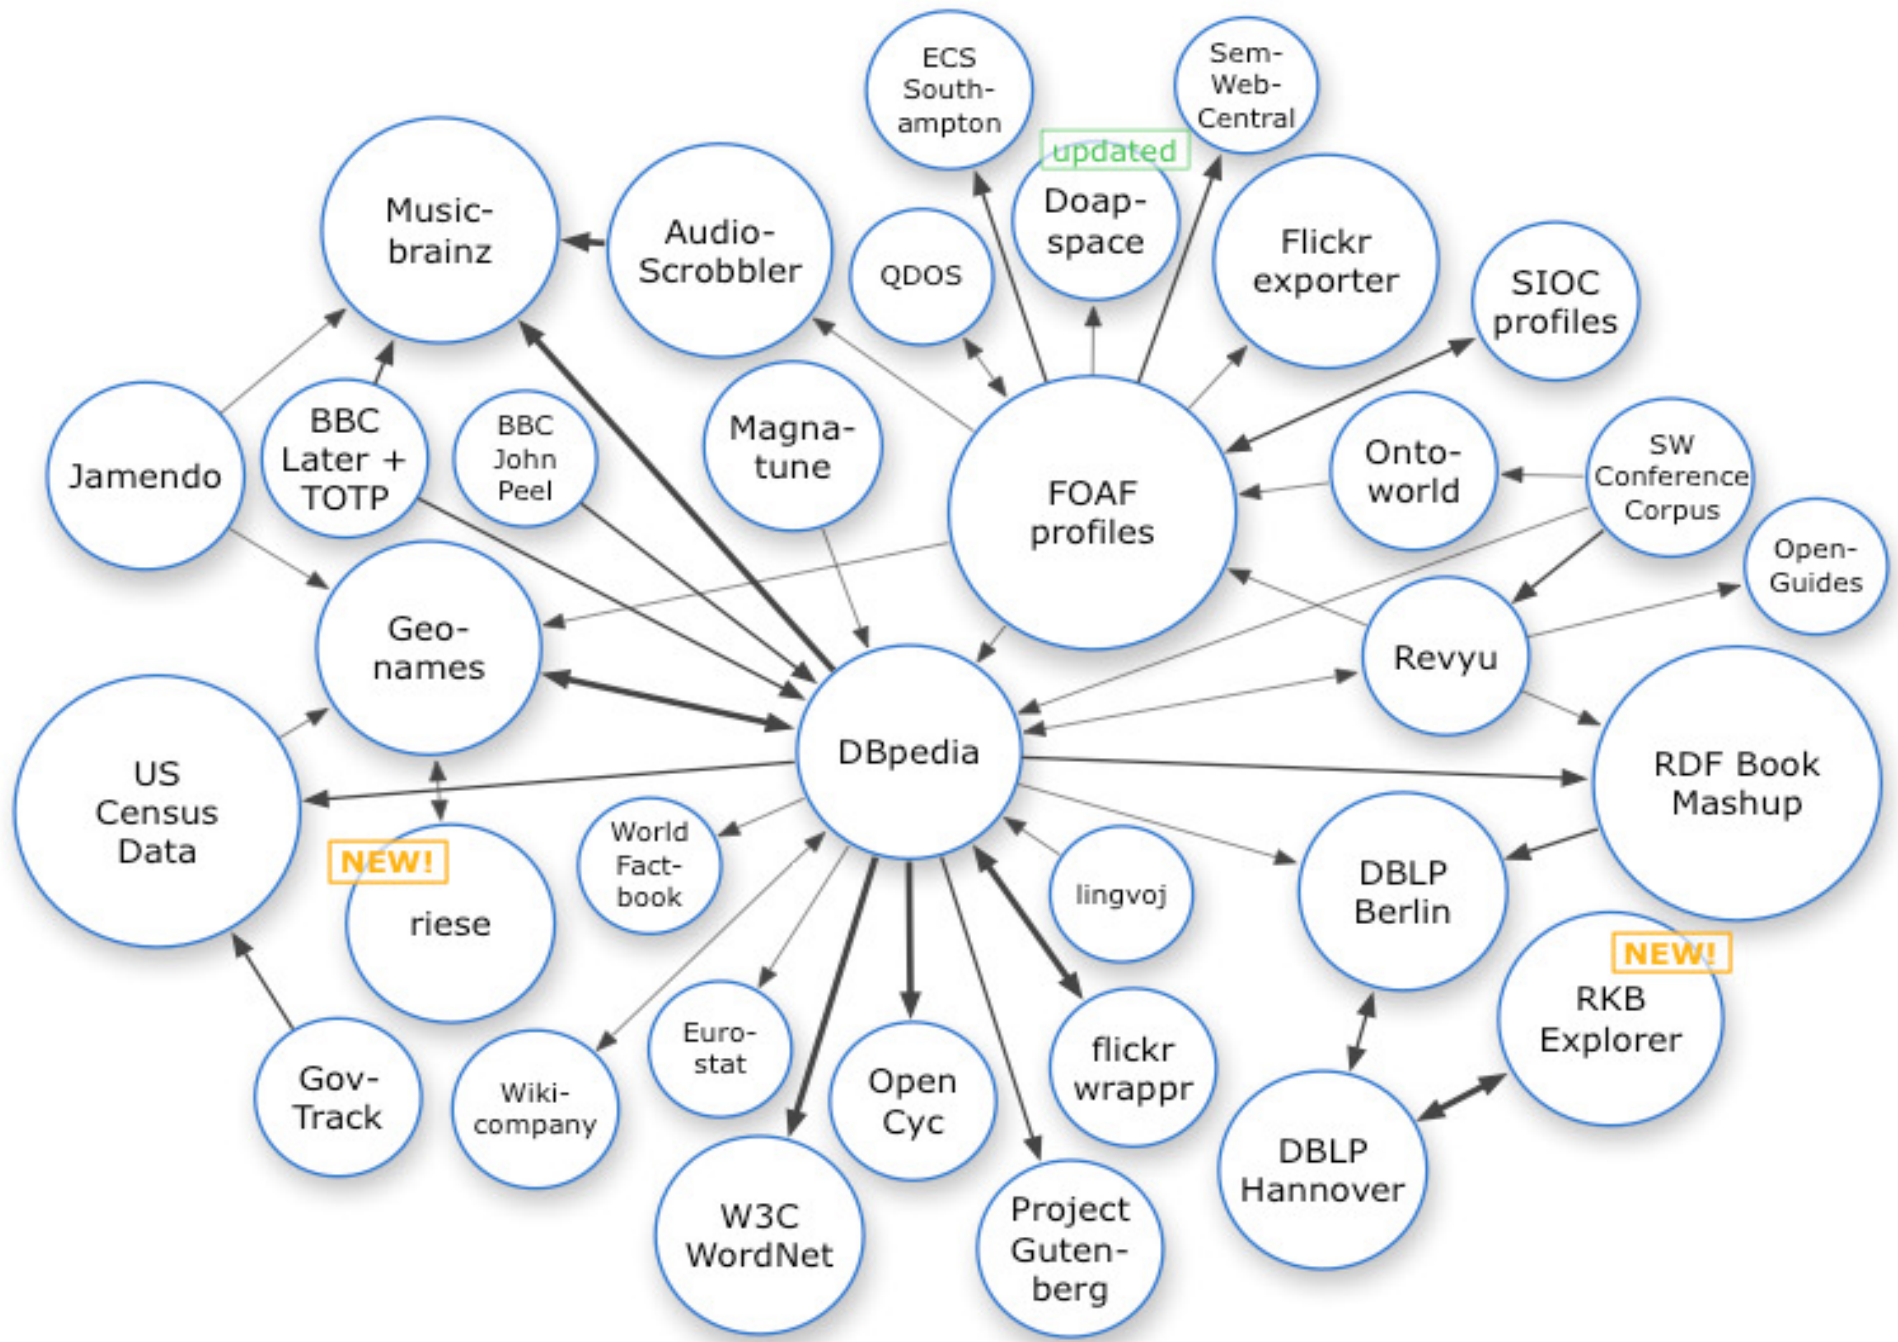 ECS
South-
ampton
Sem-
Web-
Central
updated
Doap-
space
Music-
brainz
Audio-
Scrobbler
QDOS
Flickr
exporter
SIOC
profiles
Jamendo
BBC
Later +
TOTP
BBC
John
Peel
Magna-
tune
FOAF
profiles
Onto-
world
SW
Conference
Corpus
Open-
Guides
Geo-
names
Revyu
US
Census
Data
DBpedia
RDF Book
Mashup
NEW!
riese
World
Fact-
book
lingvoj
DBLP
Berlin
NEW!
RKB
Explorer
Gov-
Track
Wiki-
company
Euro-
stat
Open
Cyc
flickr
wrappr
DBLP
Hannover
W3C
WordNet
Project
Guten-
berg